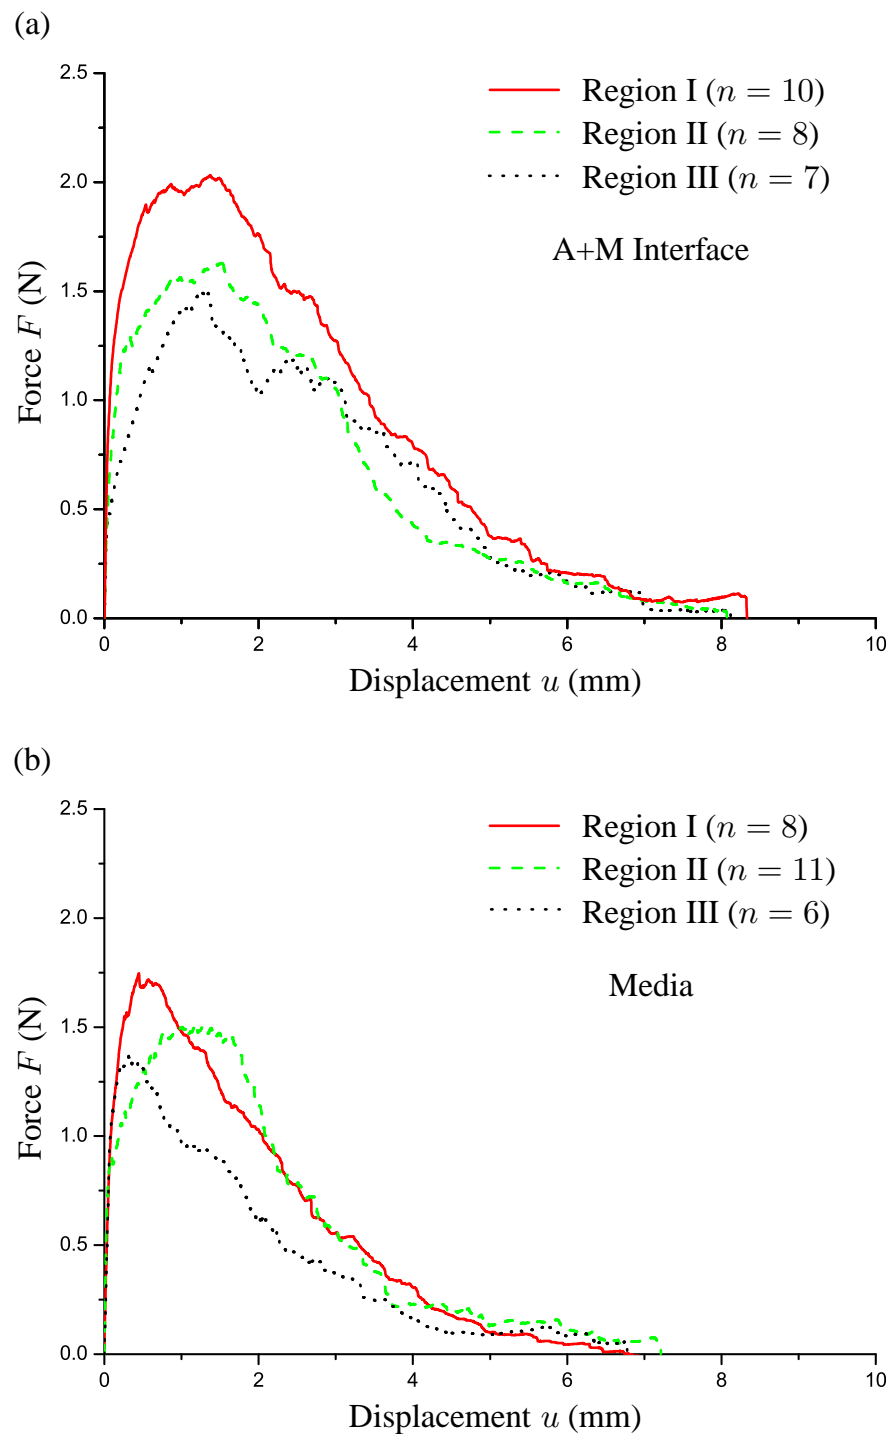 (a)
2.5
Region I (n = 10)
Region II (n = 8)
2.0
Region III (n = 7)
A+M Interface
1.5
Force F (N)
1.0
0.5
0.0
0 2 4 6 8 10
Displacement u (mm)
(b)
2.5
Region I (n = 8)
Region II (n = 11)
2.0
Region III (n = 6)
Media
1.5
Force F (N)
1.0
0.5
0.0
0 2 4 6 8 10
Displacement u (mm)